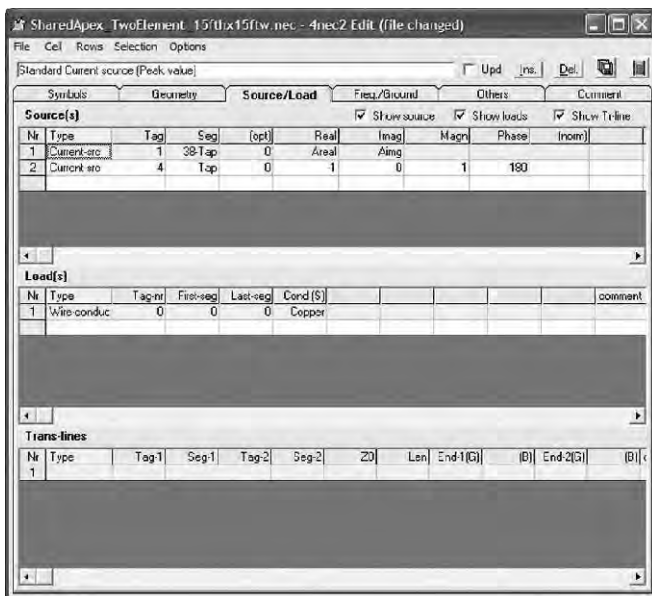 SharedApex_TwoElement_15fthx15ftw.nec - 4nec2 Edit (file changed)
File Cell Rows Selection Options
Standard Current source (Peak value) Upd Ins. Del.
Symbols Geometry Source/Load Freq./Ground Others Comment
Source(s) Show source Show loads Show Tr-line
Nr Type Tag Seg (opt) Real Imag Magn Phase (norm)
1 Current-src 1 38-Tap 0 Areal Aimg
2 Current-src 4 Tap 0 -1 0 1 180
Load(s)
Nr Type Tag-nr First-seg Last-seg Cond (S) comment
1 Wire-conduc 0 0 0 Copper
Trans-lines
Nr Type Tag-1 Seg-1 Tag-2 Seg-2 Z0 Len End-1(G) (B) End-2(G) (B)
1